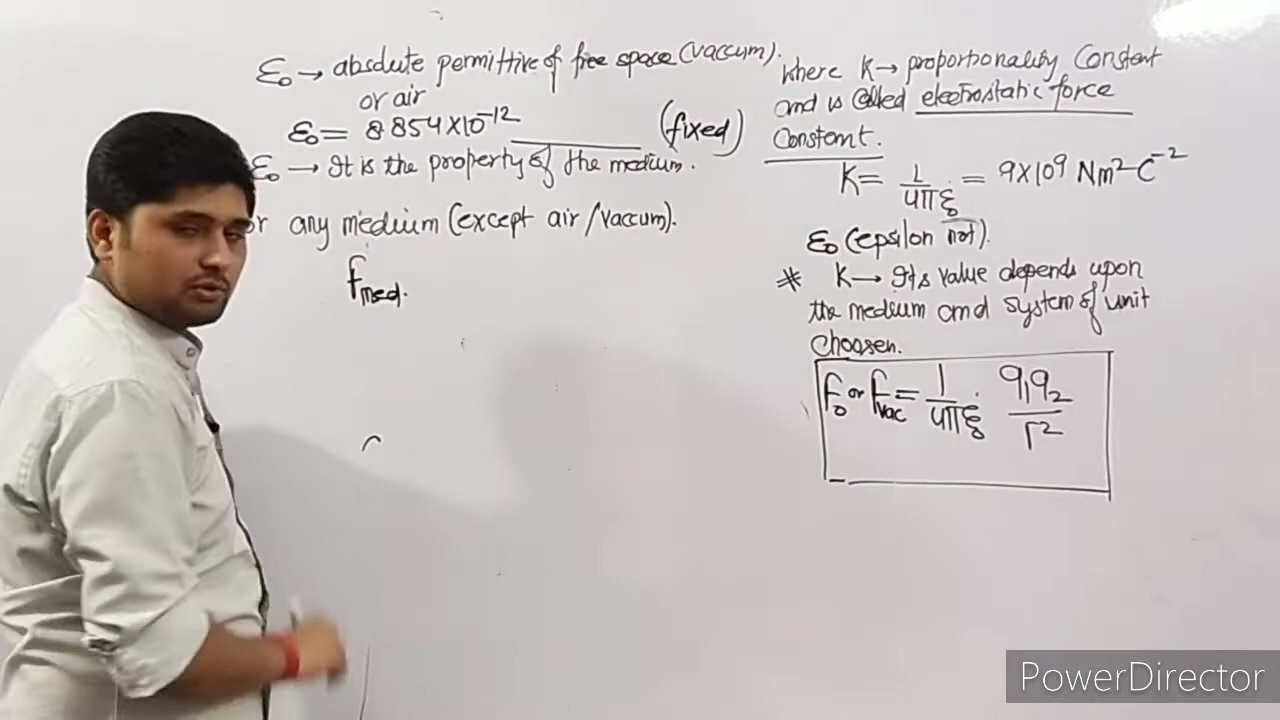 ε₀ → absolute permittive of free space (vaccum).
or air
ε₀ = 8.854×10⁻¹² (fixed)
ε₀ → It is the property of the medium.
or any medium (except air/vaccum).
Fmed.
where K → proportionality Constant
and is called electrostatic force
Constant.
K = 1/4πε₀ = 9×10⁹ Nm²C⁻²
ε₀ (epsilon not).
* K → Its value depends upon
the medium and system of unit
Choosen.
F₀ or Fvac = 1/4πε₀ q₁q₂/r²
PowerDirector